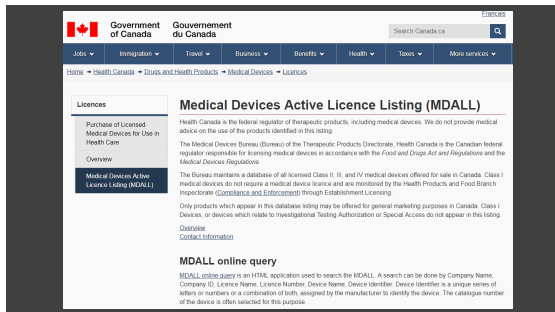 Français
Government of Canada
Gouvernement du Canada
Search Canada.ca
Jobs
Immigration
Travel
Business
Benefits
Health
Taxes
More services
Home → Health Canada → Drugs and Health Products → Medical Devices → Licences
Licences
Purchase of Licensed
Medical Devices for Use in
Health Care
Overview
Medical Devices Active
Licence Listing (MDALL)
Medical Devices Active Licence Listing (MDALL)
Health Canada is the federal regulator of therapeutic products, including medical devices. We do not provide medical
advice on the use of the products identified in this listing.
The Medical Devices Bureau (Bureau) of the Therapeutic Products Directorate, Health Canada is the Canadian federal
regulator responsible for licensing medical devices in accordance with the Food and Drugs Act and Regulations and the
Medical Devices Regulations.
The Bureau maintains a database of all licensed Class II, III, and IV medical devices offered for sale in Canada. Class I
medical devices do not require a medical device licence and are monitored by the Health Products and Food Branch
Inspectorate (Compliance and Enforcement) through Establishment Licensing.
Only products which appear in this database listing may be offered for general marketing purposes in Canada. Class I
Devices, or devices which relate to Investigational Testing Authorization or Special Access do not appear in this listing.
Overview
Contact Information
MDALL online query
MDALL online query is an HTML application used to search the MDALL. A search can be done by Company Name,
Company ID, Licence Name, Licence Number, Device Name, Device Identifier. Device Identifier is a unique series of
letters or numbers or a combination of both, assigned by the manufacturer to identify the device. The catalogue number
of the device is often selected for this purpose.